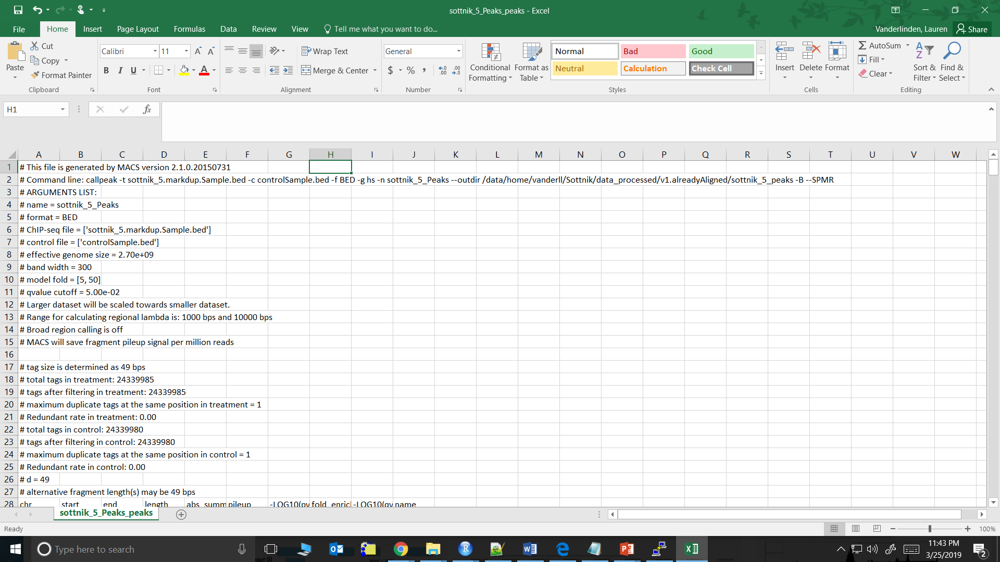 sottnik_5_Peaks_peaks - Excel
File Home Insert Page Layout Formulas Data Review View Tell me what you want to do... Vanderlinden, Lauren Share
Paste Cut Copy Format Painter Clipboard
Calibri 11 B I U A A Font
Wrap Text Merge & Center Alignment
General $ % Number
Conditional Formatting Format as Table
Normal Bad Good
Neutral Calculation Check Cell
Styles
Insert Delete Format Cells
AutoSum Fill Clear Sort & Filter Find & Select Editing
H1 fx
A B C D E F G H I J K L M N O P Q R S T U V W
1 # This file is generated by MACS version 2.1.0.20150731
2 # Command line: callpeak -t sottnik_5.markdup.Sample.bed -c controlSample.bed -f BED -g hs -n sottnik_5_Peaks --outdir /data/home/vanderll/Sottnik/data_processed/v1.alreadyAligned/sottnik_5_peaks -B --SPMR
3 # ARGUMENTS LIST:
4 # name = sottnik_5_Peaks
5 # format = BED
6 # ChIP-seq file = ['sottnik_5.markdup.Sample.bed']
7 # control file = ['controlSample.bed']
8 # effective genome size = 2.70e+09
9 # band width = 300
10 # model fold = [5, 50]
11 # qvalue cutoff = 5.00e-02
12 # Larger dataset will be scaled towards smaller dataset.
13 # Range for calculating regional lambda is: 1000 bps and 10000 bps
14 # Broad region calling is off
15 # MACS will save fragment pileup signal per million reads
16
17 # tag size is determined as 49 bps
18 # total tags in treatment: 24339985
19 # tags after filtering in treatment: 24339985
20 # maximum duplicate tags at the same position in treatment = 1
21 # Redundant rate in treatment: 0.00
22 # total tags in control: 24339980
23 # tags after filtering in control: 24339980
24 # maximum duplicate tags at the same position in control = 1
25 # Redundant rate in control: 0.00
26 # d = 49
27 # alternative fragment length(s) may be 49 bps
28 chr start end length abs_summ pileup -LOG10(pv fold_enrich -LOG10(qv name
sottnik_5_Peaks_peaks
Ready 100%
Type here to search
11:43 PM
3/25/2019
2